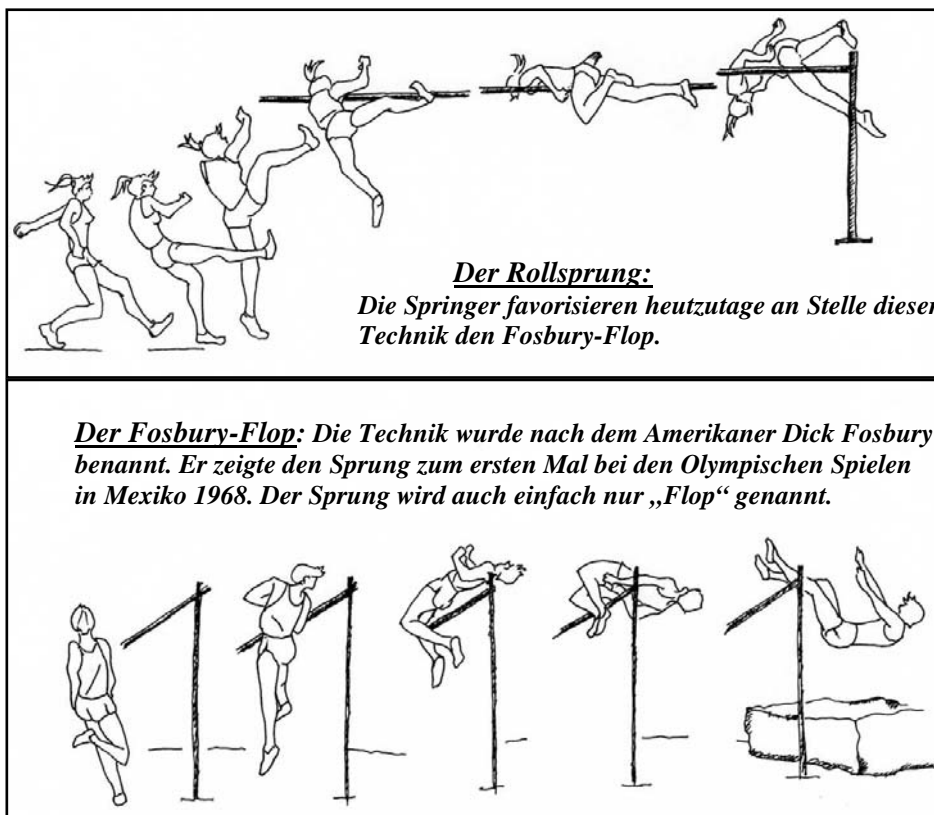 Der Rollsprung:
Die Springer favorisieren heutzutage an Stelle dieser
Technik den Fosbury-Flop.
Der Fosbury-Flop: Die Technik wurde nach dem Amerikaner Dick Fosbury
benannt. Er zeigte den Sprung zum ersten Mal bei den Olympischen Spielen
in Mexiko 1968. Der Sprung wird auch einfach nur „Flop“ genannt.